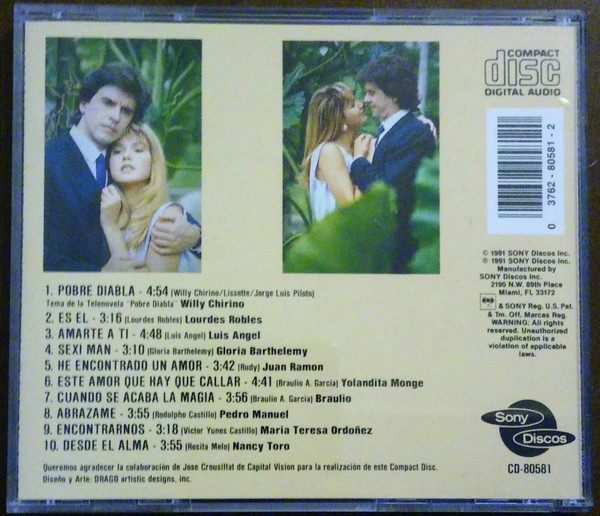 COMPACT
disc
DIGITAL AUDIO
0 3762-80581-2
© 1991 SONY Discos Inc.
℗ 1991 SONY Discos Inc.
Manufactured by
SONY Discos Inc.
2190 N.W. 89th Place
Miami, FL 33172
& SONY Reg. U.S. Pat.
& Tm. Off. Marcas Reg
WARNING: All rights
reserved. Unauthorized
duplication is a
violation of applicable
laws.
1. POBRE DIABLA - 4:54 (Willy Chirino/Lissette/Jorge Luis Piloto)
Tema de la Telenovela "Pobre Diabla" Willy Chirino
2. ES EL - 3:16 (Lourdes Robles) Lourdes Robles
3. AMARTE A TI - 4:48 (Luis Angel) Luis Angel
4. SEXI MAN - 3:10 (Gloria Barthelemy) Gloria Barthelemy
5. HE ENCONTRADO UN AMOR - 3:42 (Rudy) Juan Ramon
6. ESTE AMOR QUE HAY QUE CALLAR - 4:41 (Braulio A. Garcia) Yolandita Monge
7. CUANDO SE ACABA LA MAGIA - 3:56 (Braulio A. Garcia) Braulio
8. ABRAZAME - 3:55 (Rodolpho Castillo) Pedro Manuel
9. ENCONTRARNOS - 3:18 (Victor Yunes Castillo) Maria Teresa Ordoñez
10. DESDE EL ALMA - 3:55 (Rosita Melo) Nancy Toro
Queremos agradecer la colaboración de Jose Crousillat de Capital Vision para la realización de este Compact Disc.
Diseño y Arte: DRAGO artistic designs, inc.
Sony
Discos
CD-80581